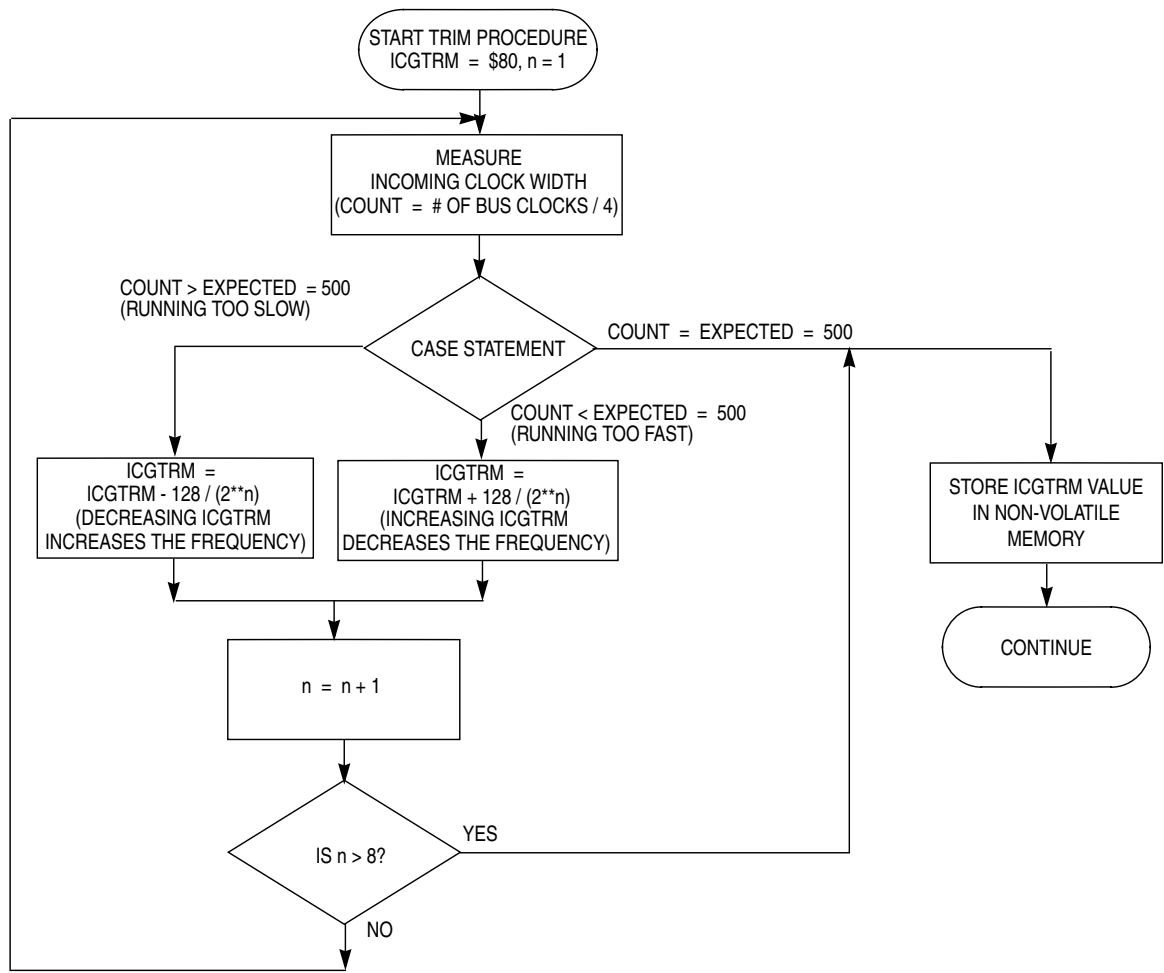 START TRIM PROCEDURE
ICGTRM = $80, n = 1
MEASURE
INCOMING CLOCK WIDTH
(COUNT = # OF BUS CLOCKS / 4)
COUNT > EXPECTED = 500
(RUNNING TOO SLOW)
CASE STATEMENT
COUNT = EXPECTED = 500
COUNT < EXPECTED = 500
(RUNNING TOO FAST)
ICGTRM =
ICGTRM - 128 / (2**n)
(DECREASING ICGTRM
INCREASES THE FREQUENCY)
ICGTRM =
ICGTRM + 128 / (2**n)
(INCREASING ICGTRM
DECREASES THE FREQUENCY)
STORE ICGTRM VALUE
IN NON-VOLATILE
MEMORY
CONTINUE
n = n + 1
IS n > 8?
YES
NO